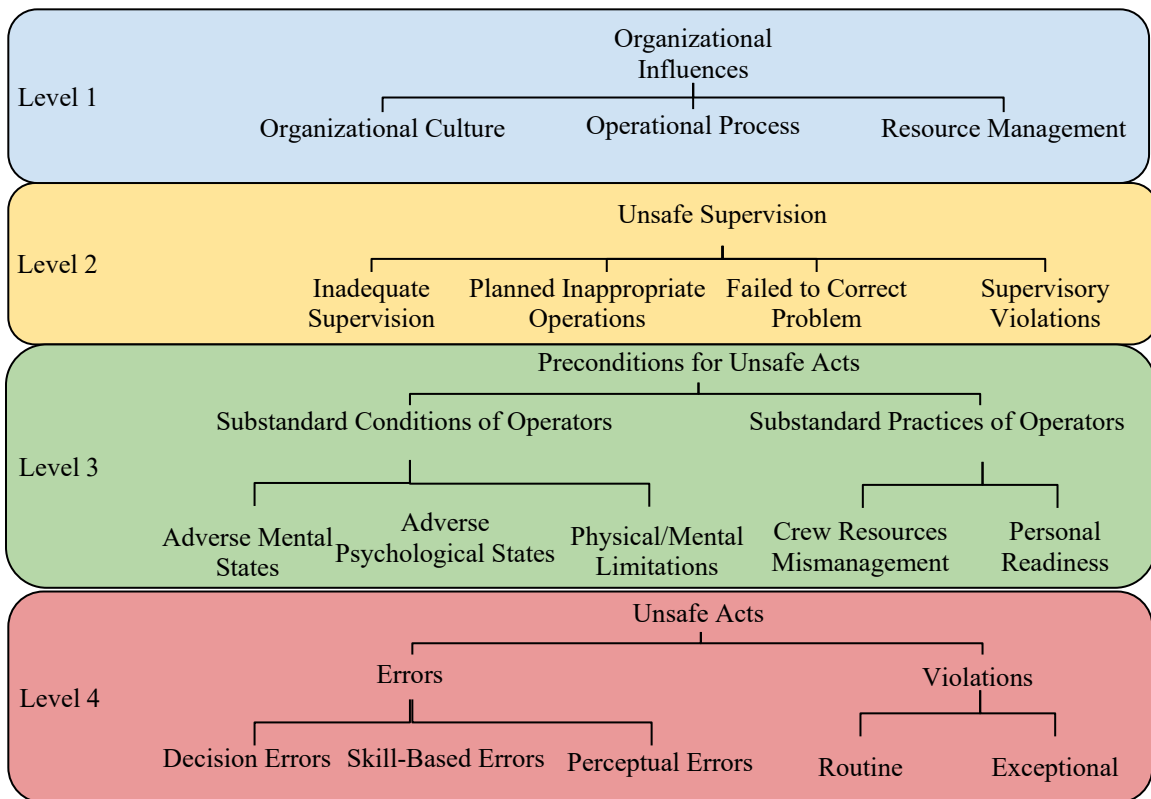 Organizational
Influences
Level 1
Organizational Culture
Operational Process
Resource Management
Unsafe Supervision
Level 2
Inadequate
Supervision
Planned Inappropriate
Operations
Failed to Correct
Problem
Supervisory
Violations
Preconditions for Unsafe Acts
Substandard Conditions of Operators
Substandard Practices of Operators
Level 3
Adverse Mental
States
Adverse
Psychological States
Physical/Mental
Limitations
Crew Resources
Mismanagement
Personal
Readiness
Unsafe Acts
Errors
Violations
Level 4
Decision Errors
Skill-Based Errors
Perceptual Errors
Routine
Exceptional